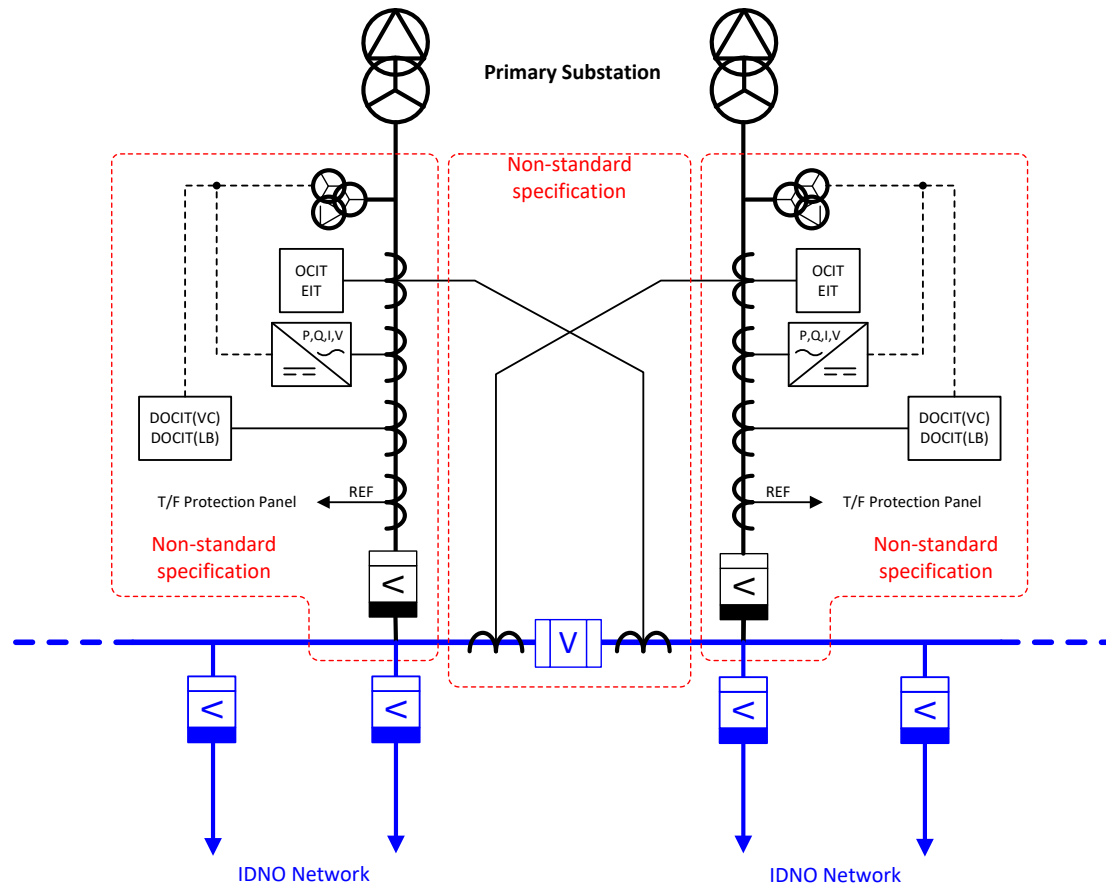 Primary Substation
Non-standard
specification
OCIT
EIT
OCIT
EIT
P,Q,I,V
P,Q,I,V
DOCIT(VC)
DOCIT(LB)
DOCIT(VC)
DOCIT(LB)
T/F Protection Panel
REF
REF
T/F Protection Panel
Non-standard
specification
Non-standard
specification
V
V
V
V
V
V
V
IDNO Network
IDNO Network